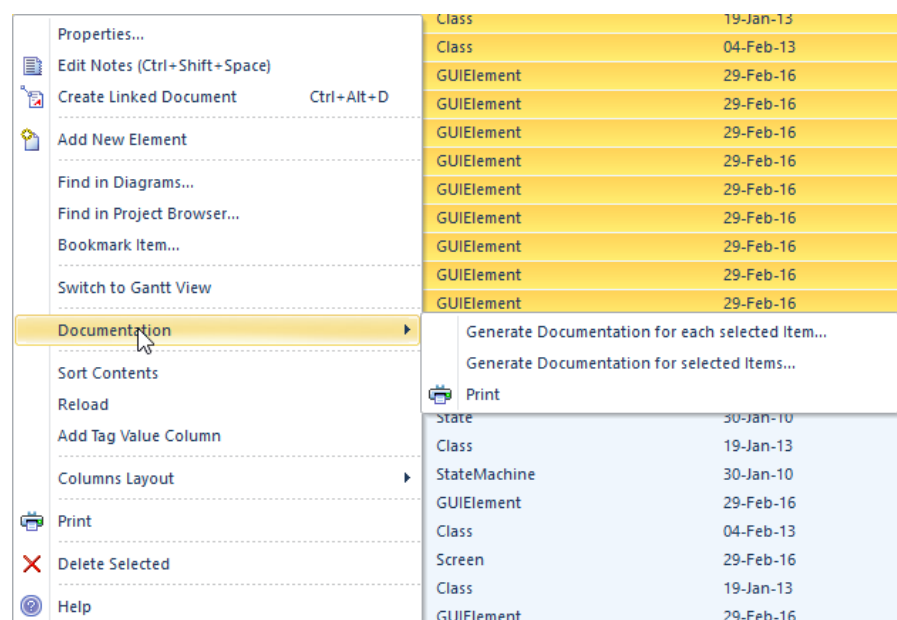 Properties...
Edit Notes (Ctrl+Shift+Space)
Create Linked Document Ctrl+Alt+D
Add New Element
Find in Diagrams...
Find in Project Browser...
Bookmark Item...
Switch to Gantt View
Documentation
Sort Contents
Reload
Add Tag Value Column
Columns Layout
Print
Delete Selected
Help
Class 19-Jan-13
Class 04-Feb-13
GUIElement 29-Feb-16
GUIElement 29-Feb-16
GUIElement 29-Feb-16
GUIElement 29-Feb-16
GUIElement 29-Feb-16
GUIElement 29-Feb-16
GUIElement 29-Feb-16
GUIElement 29-Feb-16
GUIElement 29-Feb-16
Generate Documentation for each selected Item...
Generate Documentation for selected Items...
Print
State 30-Jan-10
Class 19-Jan-13
StateMachine 30-Jan-10
GUIElement 29-Feb-16
Class 04-Feb-13
Screen 29-Feb-16
Class 19-Jan-13
GUIElement 29-Feb-16